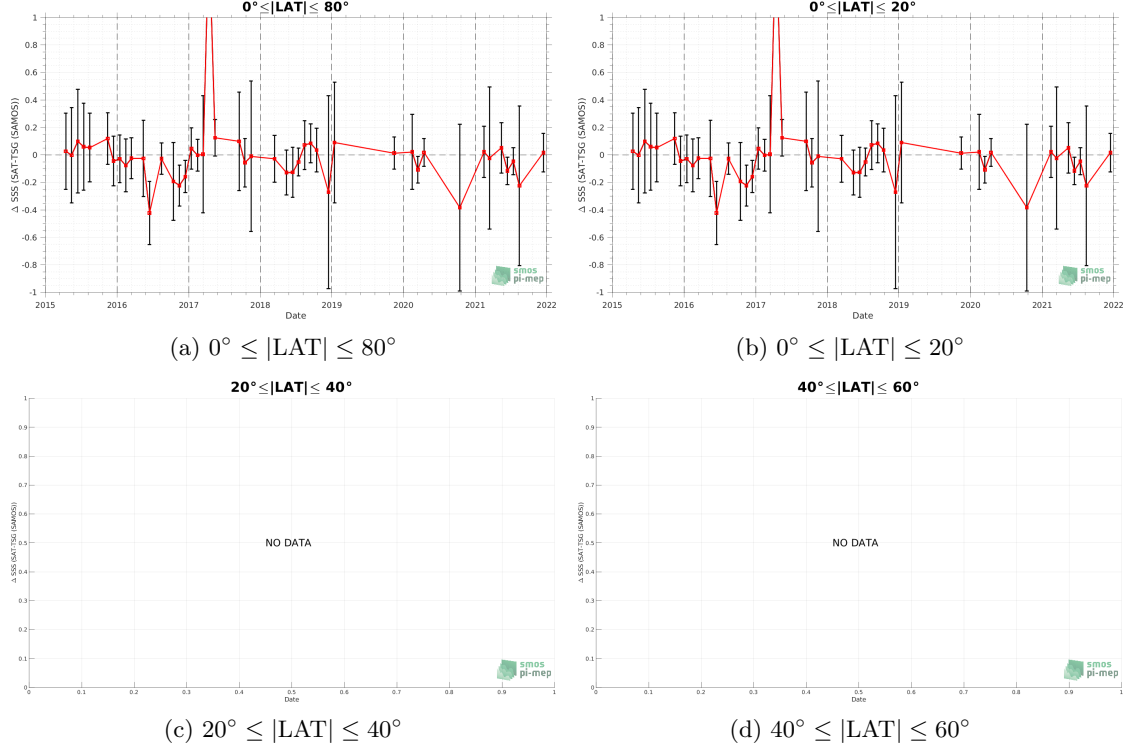 0°≤|LAT|≤ 80°
1
0.8
0.6
0.4
0.2
0
-0.2
-0.4
-0.6
-0.8
-1
Δ SSS (SAT-TSG (SAMOS))
2015 2016 2017 2018 2019 2020 2021 2022
Date
smos
pi-mep
(a) 0° ≤ |LAT| ≤ 80°
0°≤|LAT|≤ 20°
1
0.8
0.6
0.4
0.2
0
-0.2
-0.4
-0.6
-0.8
-1
Δ SSS (SAT-TSG (SAMOS))
2015 2016 2017 2018 2019 2020 2021 2022
Date
smos
pi-mep
(b) 0° ≤ |LAT| ≤ 20°
20°≤|LAT|≤ 40°
1
0.9
0.8
0.7
0.6
0.5
0.4
0.3
0.2
0.1
0
Δ SSS (SAT-TSG (SAMOS))
NO DATA
0 0.1 0.2 0.3 0.4 0.5 0.6 0.7 0.8 0.9 1
Date
smos
pi-mep
(c) 20° ≤ |LAT| ≤ 40°
40°≤|LAT|≤ 60°
1
0.9
0.8
0.7
0.6
0.5
0.4
0.3
0.2
0.1
0
Δ SSS (SAT-TSG (SAMOS))
NO DATA
0 0.1 0.2 0.3 0.4 0.5 0.6 0.7 0.8 0.9 1
Date
smos
pi-mep
(d) 40° ≤ |LAT| ≤ 60°